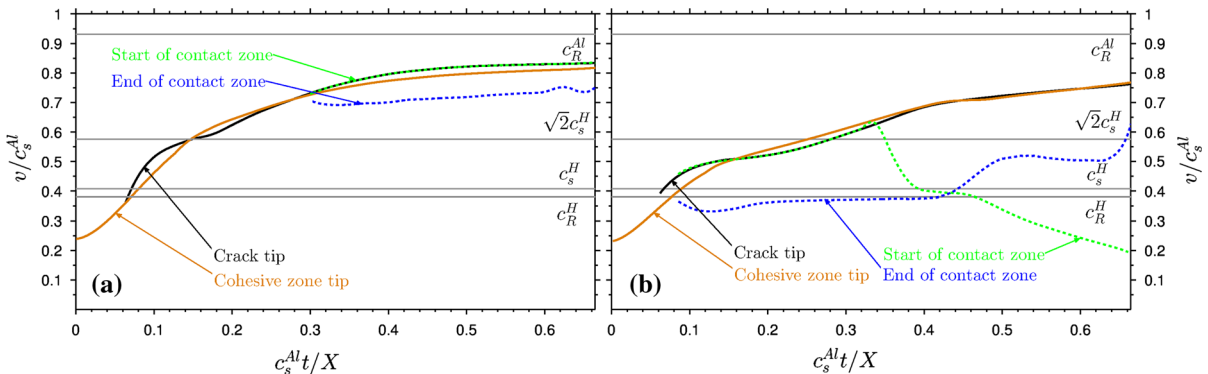 1
0.9
0.8
0.7
0.6
0.5
0.4
0.3
0.2
0.1
v/c_s^{Al}
c_R^{Al}
√2c_s^H
c_s^H
c_R^H
Start of contact zone
End of contact zone
Crack tip
Cohesive zone tip
(a)
0 0.1 0.2 0.3 0.4 0.5 0.6
c_s^{Al}t/X
c_R^{Al}
√2c_s^H
c_s^H
c_R^H
Crack tip
Cohesive zone tip
Start of contact zone
End of contact zone
(b)
0 0.1 0.2 0.3 0.4 0.5 0.6
c_s^{Al}t/X
1
0.9
0.8
0.7
0.6
0.5
0.4
0.3
0.2
0.1
v/c_s^{Al}